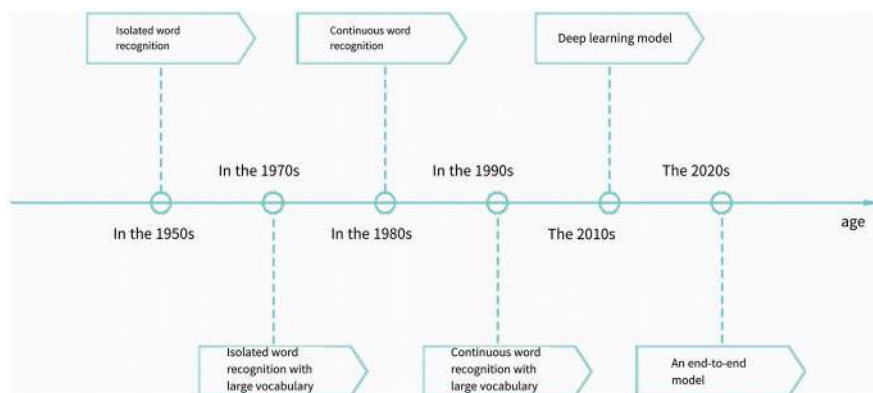 Isolated word
recognition
Continuous word
recognition
Deep learning model
In the 1970s
In the 1990s
The 2020s
In the 1950s
In the 1980s
The 2010s
age
Isolated word
recognition with
large vocabulary
Continuous word
recognition with
large vocabulary
An end-to-end
model